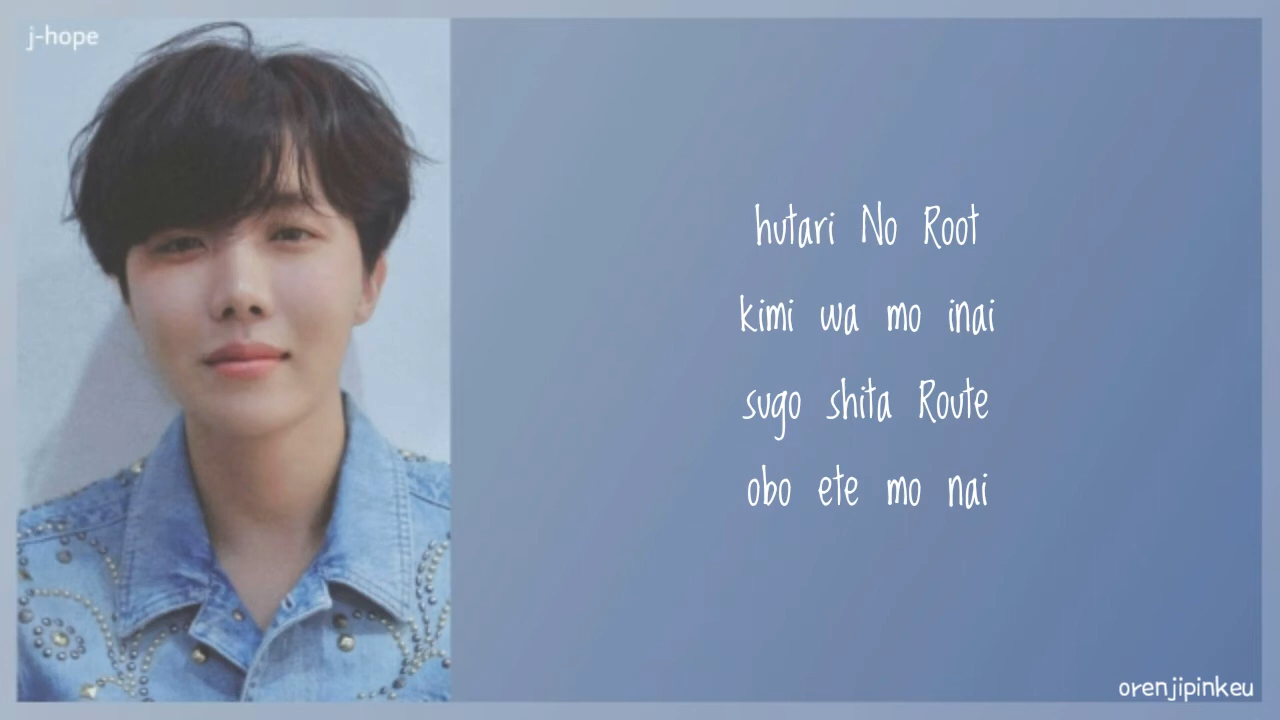 j-hope
hutari No Root
kimi wa mo inai
sugo shita Route
obo ete mo nai
orenjipinkeu